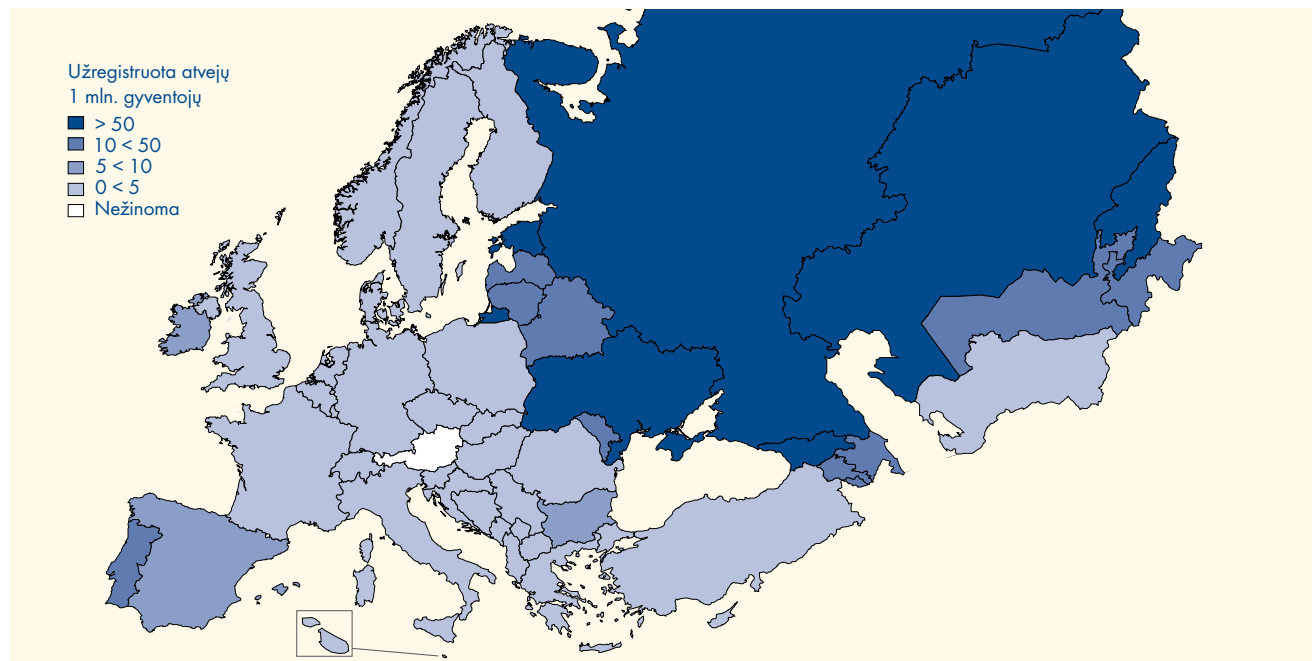 Užregistruota atvejų
1 mln. gyventojų
> 50
10 < 50
5 < 10
0 < 5
Nežinoma